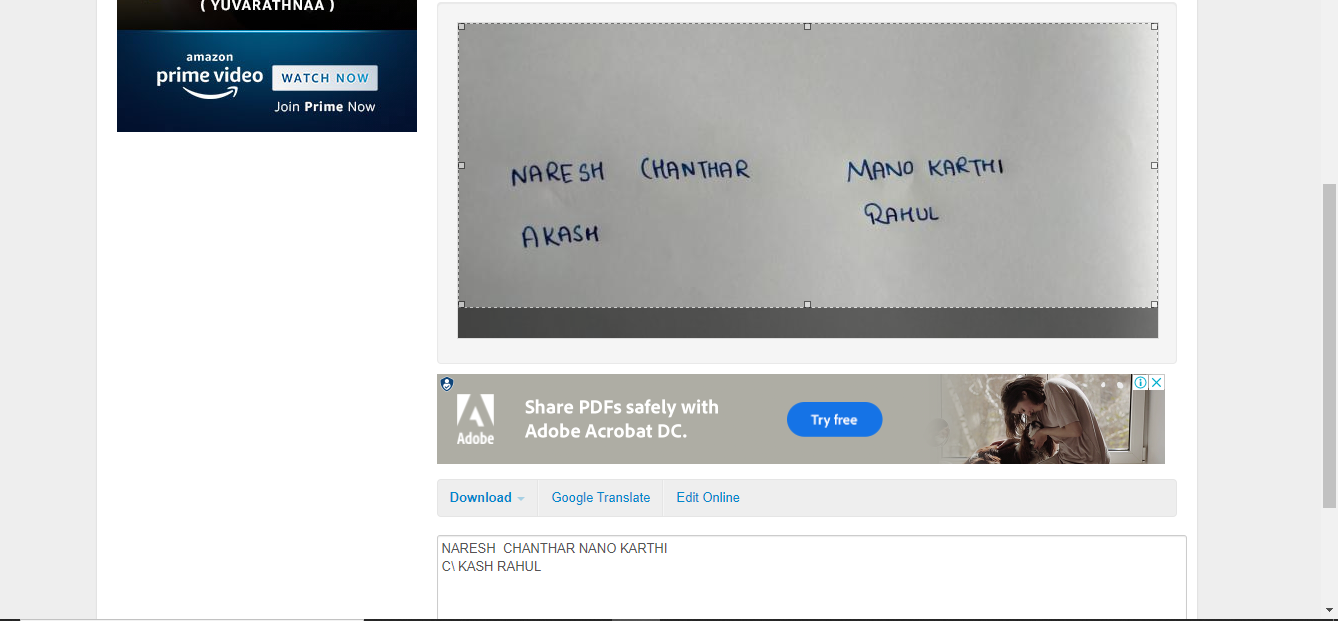 ( YUVARATHNAA )
amazon
prime video
WATCH NOW
Join Prime Now
NARESH CHANTHAR MANO KARTHI
RAHUL
AKASH
Adobe
Share PDFs safely with
Adobe Acrobat DC.
Try free
Download Google Translate Edit Online
NARESH  CHANTHAR NANO KARTHI
C\ KASH RAHUL